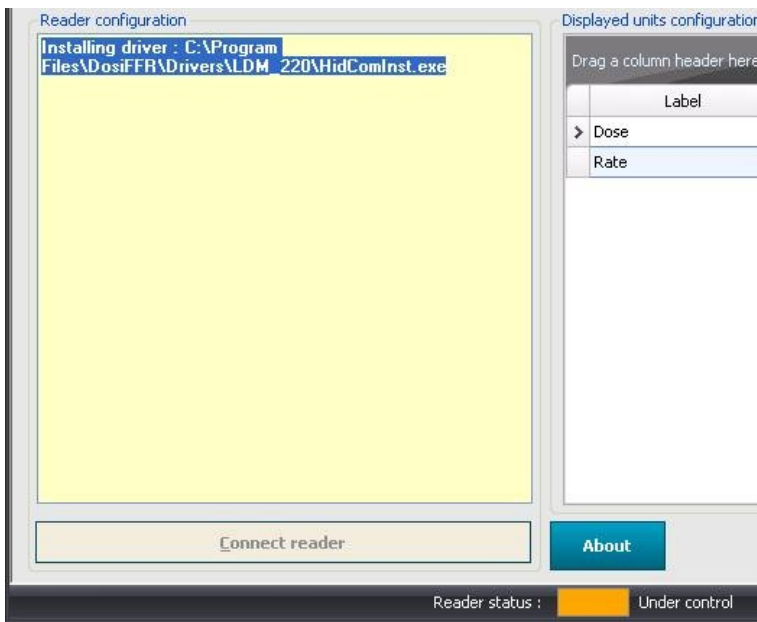 Reader configuration
Installing driver : C:\Program
Files\DosiFFR\Drivers\LDM_220\HidComInst.exe
Connect reader
Displayed units configuration
Drag a column header here
Label
Dose
Rate
About
Reader status :
Under control